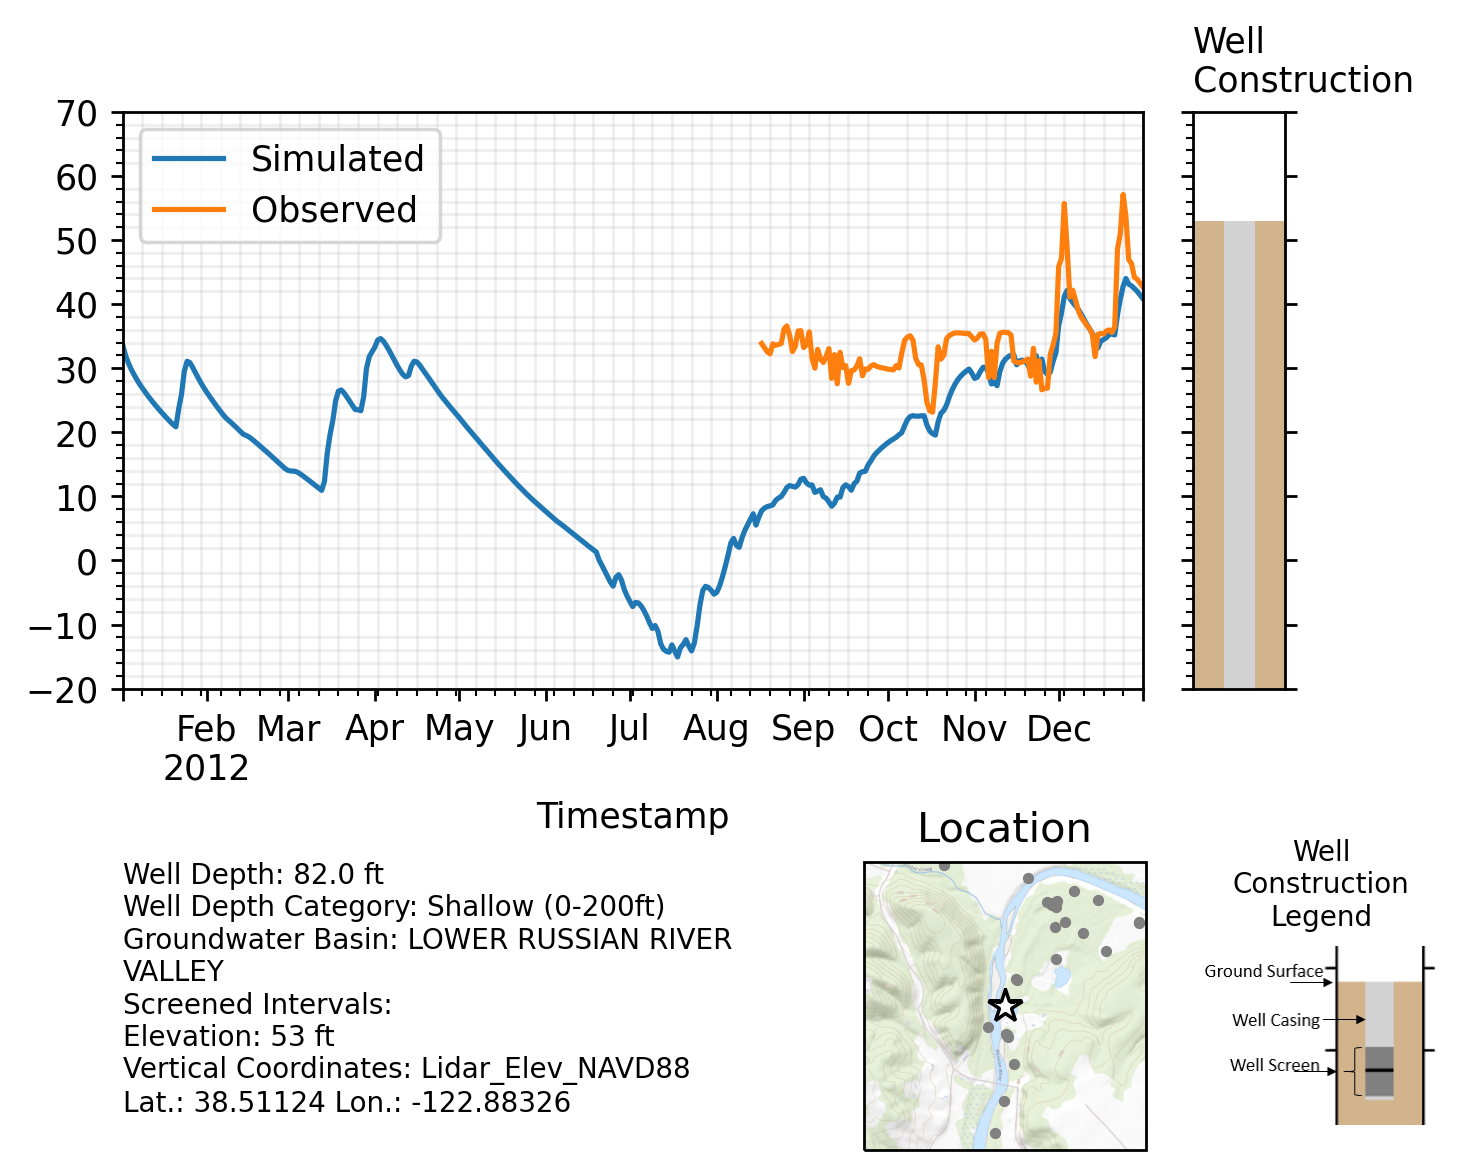 Well
Construction
70
60
50
40
30
20
10
0
−10
−20
Simulated
Observed
Feb
Mar
Apr
May
Jun
Jul
Aug
Sep
Oct
Nov
Dec
2012
Timestamp
Well Depth: 82.0 ft
Well Depth Category: Shallow (0-200ft)
Groundwater Basin: LOWER RUSSIAN RIVER
VALLEY
Screened Intervals:
Elevation: 53 ft
Vertical Coordinates: Lidar_Elev_NAVD88
Lat.: 38.51124 Lon.: -122.88326
Location
Well
Construction
Legend
Ground Surface
Well Casing
Well Screen